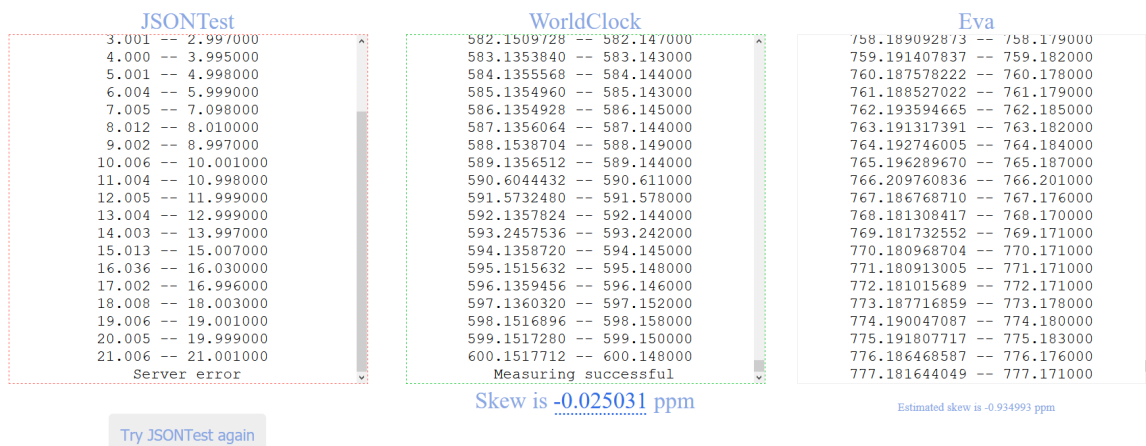 JSONTest
3.001 -- 2.997000
4.000 -- 3.995000
5.001 -- 4.998000
6.004 -- 5.999000
7.005 -- 7.098000
8.012 -- 8.010000
9.002 -- 8.997000
10.006 -- 10.001000
11.004 -- 10.998000
12.005 -- 11.999000
13.004 -- 12.999000
14.003 -- 13.997000
15.013 -- 15.007000
16.036 -- 16.030000
17.002 -- 16.996000
18.008 -- 18.003000
19.006 -- 19.001000
20.005 -- 19.999000
21.006 -- 21.001000
Server error
Try JSONTest again
WorldClock
582.1509728 -- 582.147000
583.1353840 -- 583.143000
584.1355568 -- 584.144000
585.1354960 -- 585.143000
586.1354928 -- 586.145000
587.1356064 -- 587.144000
588.1538704 -- 588.149000
589.1356512 -- 589.144000
590.6044432 -- 590.611000
591.5732480 -- 591.578000
592.1357824 -- 592.144000
593.2457536 -- 593.242000
594.1358720 -- 594.145000
595.1515632 -- 595.148000
596.1359456 -- 596.146000
597.1360320 -- 597.152000
598.1516896 -- 598.158000
599.1517280 -- 599.150000
600.1517712 -- 600.148000
Measuring successful
Skew is -0.025031 ppm
Eva
758.189092873 -- 758.179000
759.191407837 -- 759.182000
760.187578222 -- 760.178000
761.188527022 -- 761.179000
762.193594665 -- 762.185000
763.191317391 -- 763.182000
764.192746005 -- 764.184000
765.196289670 -- 765.187000
766.209760836 -- 766.201000
767.186768710 -- 767.176000
768.181308417 -- 768.170000
769.181732552 -- 769.171000
770.180968704 -- 770.171000
771.180913005 -- 771.171000
772.181015689 -- 772.171000
773.187716859 -- 773.178000
774.190047087 -- 774.180000
775.191807717 -- 775.183000
776.186468587 -- 776.176000
777.181644049 -- 777.171000
Estimated skew is -0.934993 ppm